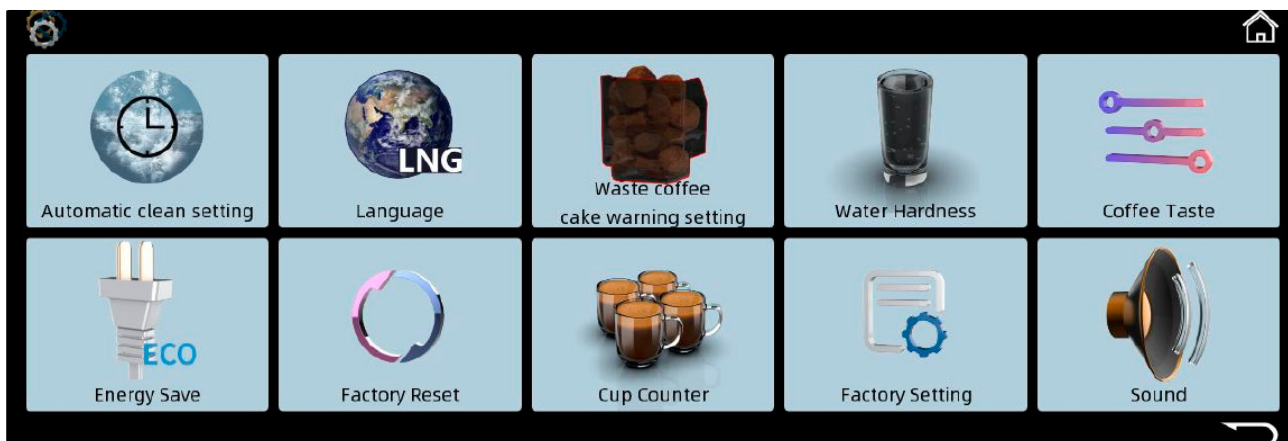 LNG
Automatic clean setting
Language
Waste coffee
cake warning setting
Water Hardness
Coffee Taste
ECO
Energy Save
Factory Reset
Cup Counter
Factory Setting
Sound